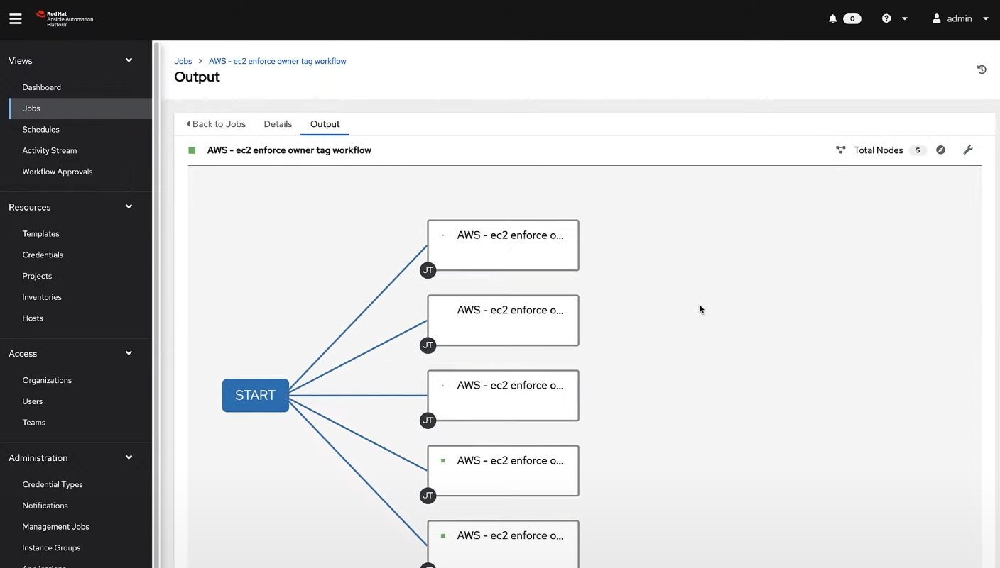 Red Hat
Ansible Automation
Platform
0
admin
Views
Dashboard
Jobs
Schedules
Activity Stream
Workflow Approvals
Resources
Templates
Credentials
Projects
Inventories
Hosts
Access
Organizations
Users
Teams
Administration
Credential Types
Notifications
Management Jobs
Instance Groups
Applications
Jobs > AWS - ec2 enforce owner tag workflow
Output
Back to Jobs Details Output
AWS - ec2 enforce owner tag workflow
Total Nodes 5
AWS - ec2 enforce o...
JT
AWS - ec2 enforce o...
JT
START
AWS - ec2 enforce o...
JT
AWS - ec2 enforce o...
JT
AWS - ec2 enforce o...
JT